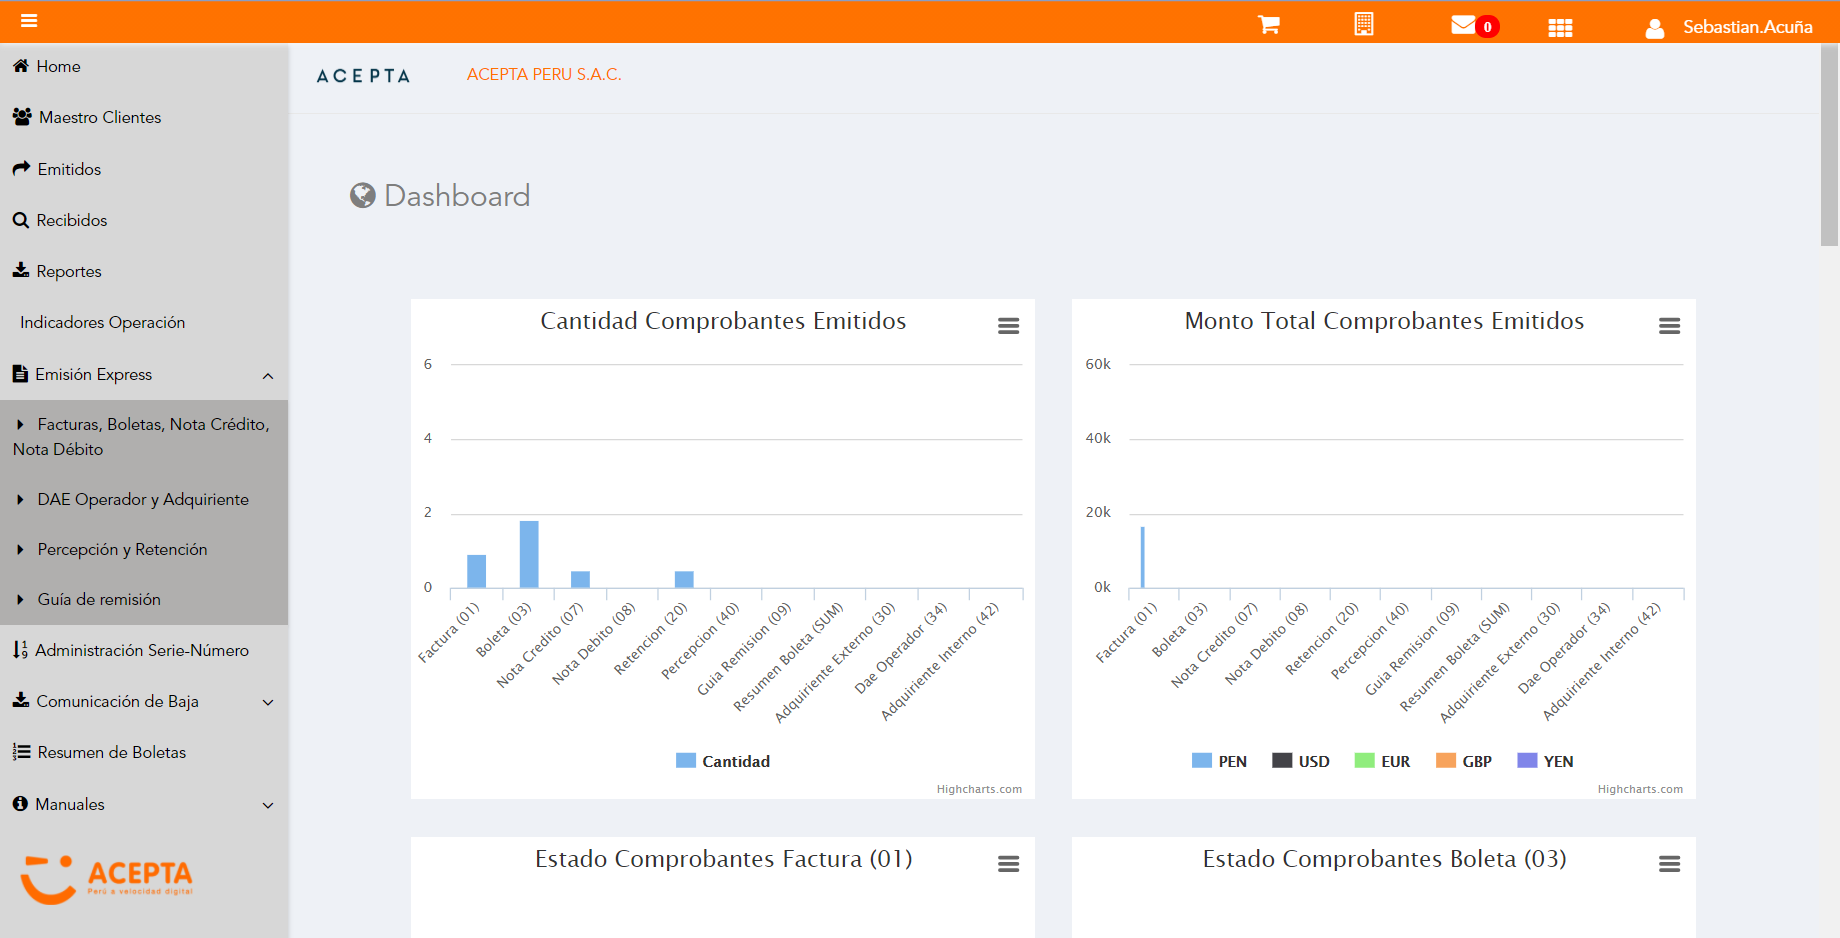 0
Sebastian.Acuña
Home
Maestro Clientes
Emitidos
Recibidos
Reportes
Indicadores Operación
Emisión Express
Facturas, Boletas, Nota Crédito,
Nota Débito
DAE Operador y Adquiriente
Percepción y Retención
Guía de remisión
Administración Serie-Número
Comunicación de Baja
Resumen de Boletas
Manuales
ACEPTA
Perú a velocidad digital
ACEPTA
ACEPTA PERU S.A.C.
Dashboard
Cantidad Comprobantes Emitidos
6
4
2
0
Factura (01)
Boleta (03)
Nota Credito (07)
Nota Debito (08)
Retencion (20)
Percepcion (40)
Guia Remision (09)
Resumen Boleta (SUM)
Adquiriente Externo (30)
Dae Operador (34)
Adquiriente Interno (42)
Cantidad
Highcharts.com
Monto Total Comprobantes Emitidos
60k
40k
20k
0k
Factura (01)
Boleta (03)
Nota Credito (07)
Nota Debito (08)
Retencion (20)
Percepcion (40)
Guia Remision (09)
Resumen Boleta (SUM)
Adquiriente Externo (30)
Dae Operador (34)
Adquiriente Interno (42)
PEN USD EUR GBP YEN
Highcharts.com
Estado Comprobantes Factura (01)
Estado Comprobantes Boleta (03)